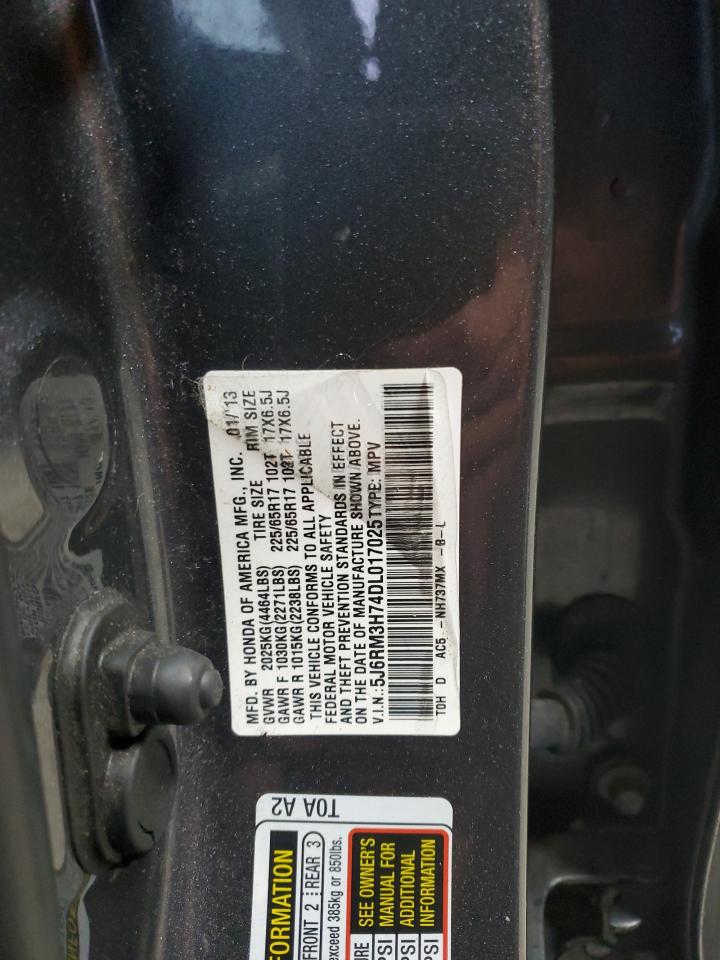 MFD. BY HONDA OF AMERICA MFG., INC. 01/13
TIRE SIZE RIM SIZE
GVWR 2025KG(4464LBS)
GAWR F 1030KG(2271LBS) 225/65R17 102T 17X6.5J
GAWR R 1015KG(2238LBS) 225/65R17 102T 17X6.5J
THIS VEHICLE CONFORMS TO ALL APPLICABLE
FEDERAL MOTOR VEHICLE SAFETY
AND THEFT PREVENTION STANDARDS IN EFFECT
ON THE DATE OF MANUFACTURE SHOWN ABOVE.
V.I.N.:5J6RM3H74DL017025 TYPE: MPV
TOH D AC5 -NH737MX -B-L
T0A A2
FORMATION
FRONT 2 REAR 3
exceed 385kg or 850lbs.
SEE OWNER'S
MANUAL FOR
ADDITIONAL
INFORMATION
PSI
PSI
PSI